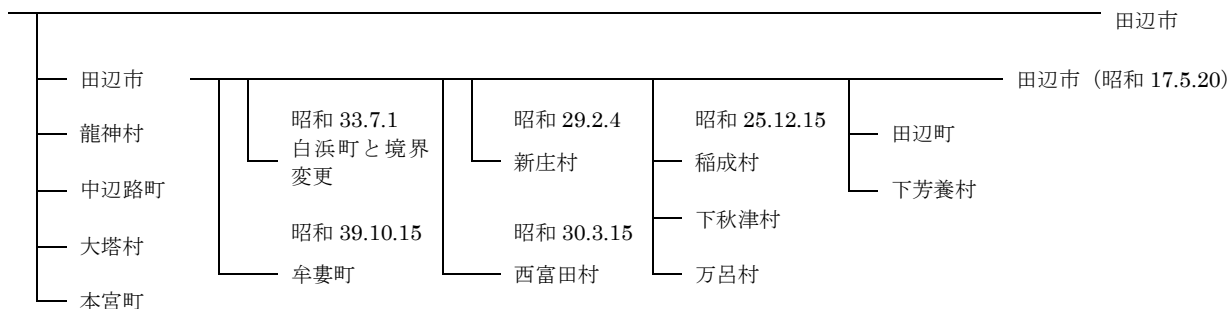 田辺市
田辺市
田辺市（昭和 17.5.20）
龍神村
中辺路町
大塔村
本宮町
昭和 33.7.1
白浜町と境界
変更
昭和 39.10.15
牟婁町
昭和 29.2.4
新庄村
昭和 30.3.15
西富田村
昭和 25.12.15
稲成村
下秋津村
万呂村
田辺町
下芳養村